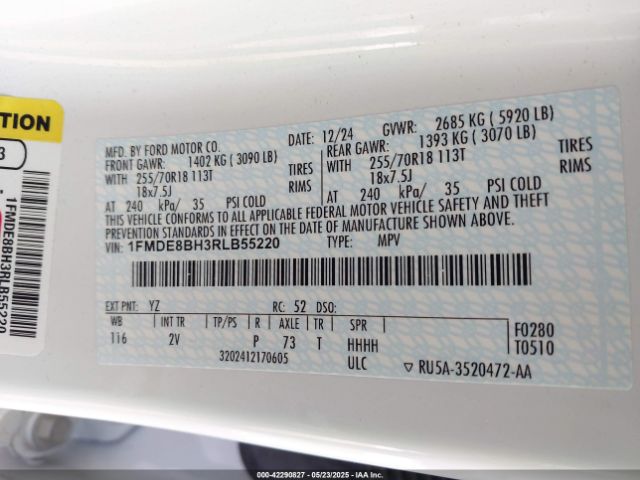 TION
3
1FMDE8BH3RLB55220
MFD. BY FORD MOTOR CO. 12/24 GVWR: 2685 KG ( 5920 LB)
FRONT GAWR: 1402 KG ( 3090 LB) REAR GAWR: 1393 KG ( 3070 LB)
WITH 255/70R18 113T TIRES 255/70R18 113T TIRES
WITH 18x7.5J RIMS 18x7.5J RIMS
AT 240 kPa/ 35 PSI COLD AT 240 kPa/ 35 PSI COLD
THIS VEHICLE CONFORMS TO ALL APPLICABLE FEDERAL MOTOR VEHICLE SAFETY AND THEFT
PREVENTION STANDARDS IN EFFECT ON THE DATE OF MANUFACTURE SHOWN ABOVE.
VIN: 1FMDE8BH3RLB55220 TYPE: MPV
EXT PNT: YZ RC: 52 DSO:
WB INT TR TP/PS R AXLE TR SPR F0280
116 2V P 73 T HHHH T0510
3202412170605 ULC ▽ RU5A-3520472-AA
000-42290827 - 05/23/2025 - IAA Inc.